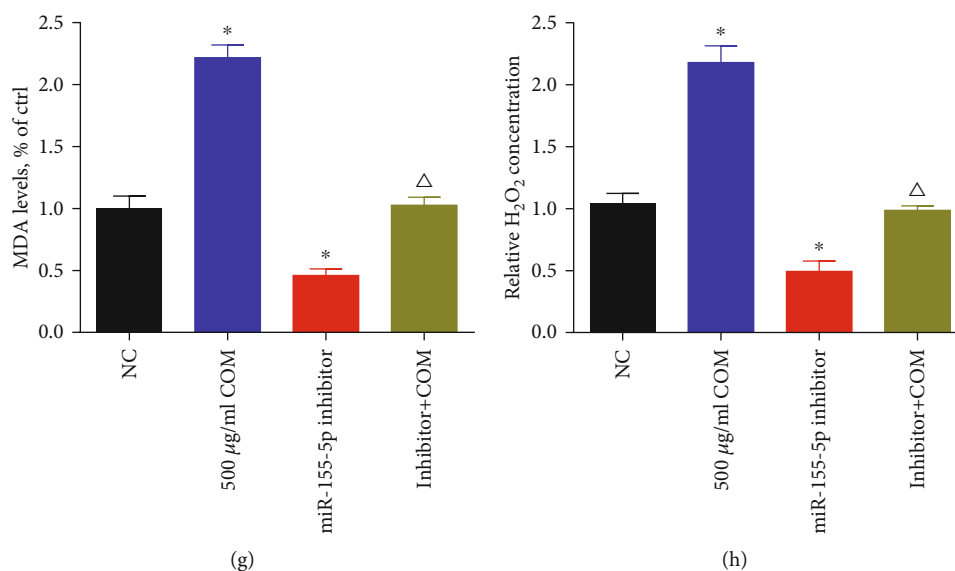 MDA levels, % of ctrl
2.5
2.0
1.5
1.0
0.5
0.0
*
*
△
NC
500 μg/ml COM
miR-155-5p inhibitor
Inhibitor+COM
(g)
Relative H₂O₂ concentration
2.5
2.0
1.5
1.0
0.5
0.0
*
*
△
NC
500 μg/ml COM
miR-155-5p inhibitor
Inhibitor+COM
(h)